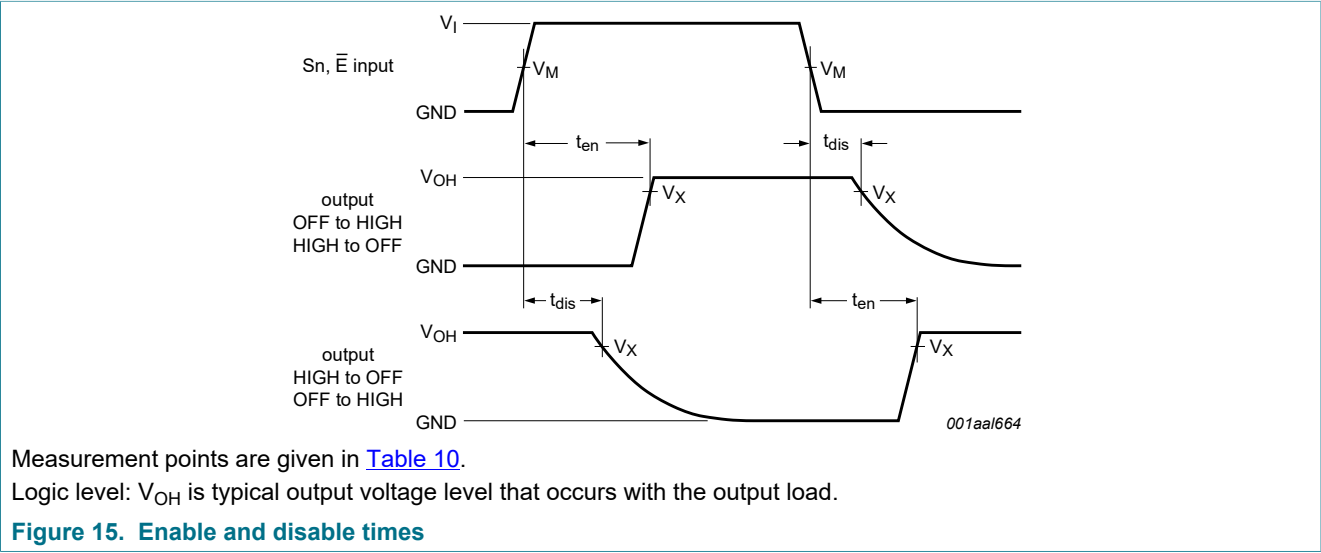 V_I
Sn, E̅ input
V_M
V_M
GND
t_en
t_dis
V_OH
output
OFF to HIGH
HIGH to OFF
V_X
V_X
GND
t_dis
t_en
V_OH
output
HIGH to OFF
OFF to HIGH
V_X
V_X
GND
001aal664
Measurement points are given in Table 10.
Logic level: V_OH is typical output voltage level that occurs with the output load.
Figure 15. Enable and disable times